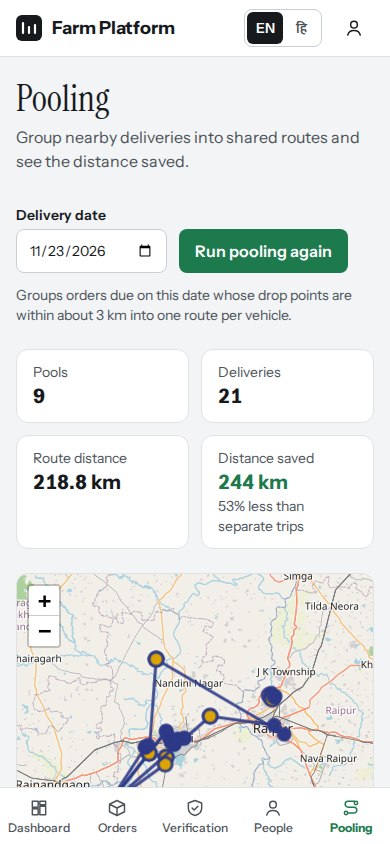 Farm Platform
EN
हि
Pooling
Group nearby deliveries into shared routes and
see the distance saved.
Delivery date
11/23/2026
Run pooling again
Groups orders due on this date whose drop points are
within about 3 km into one route per vehicle.
Pools
9
Deliveries
21
Route distance
218.8 km
Distance saved
244 km
53% less than
separate trips
+
−
Simga
Tilda Neora
hairagarh
J K Township
Nandini Nagar
Raipur
Nava Raipur
Rajnandgaon
Dashboard
Orders
Verification
People
Pooling